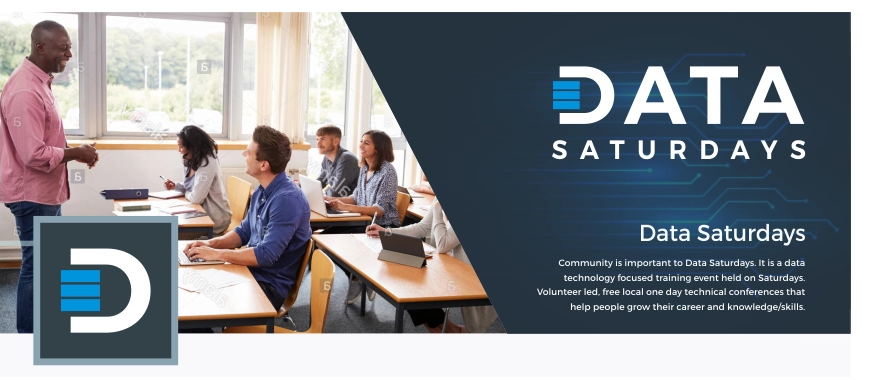 DATA
SATURDAYS
Data Saturdays
Community is important to Data Saturdays. It is a data
technology focused training event held on Saturdays.
Volunteer led, free local one day technical conferences that
help people grow their career and knowledge/skills.
D
a
a
a
a
a